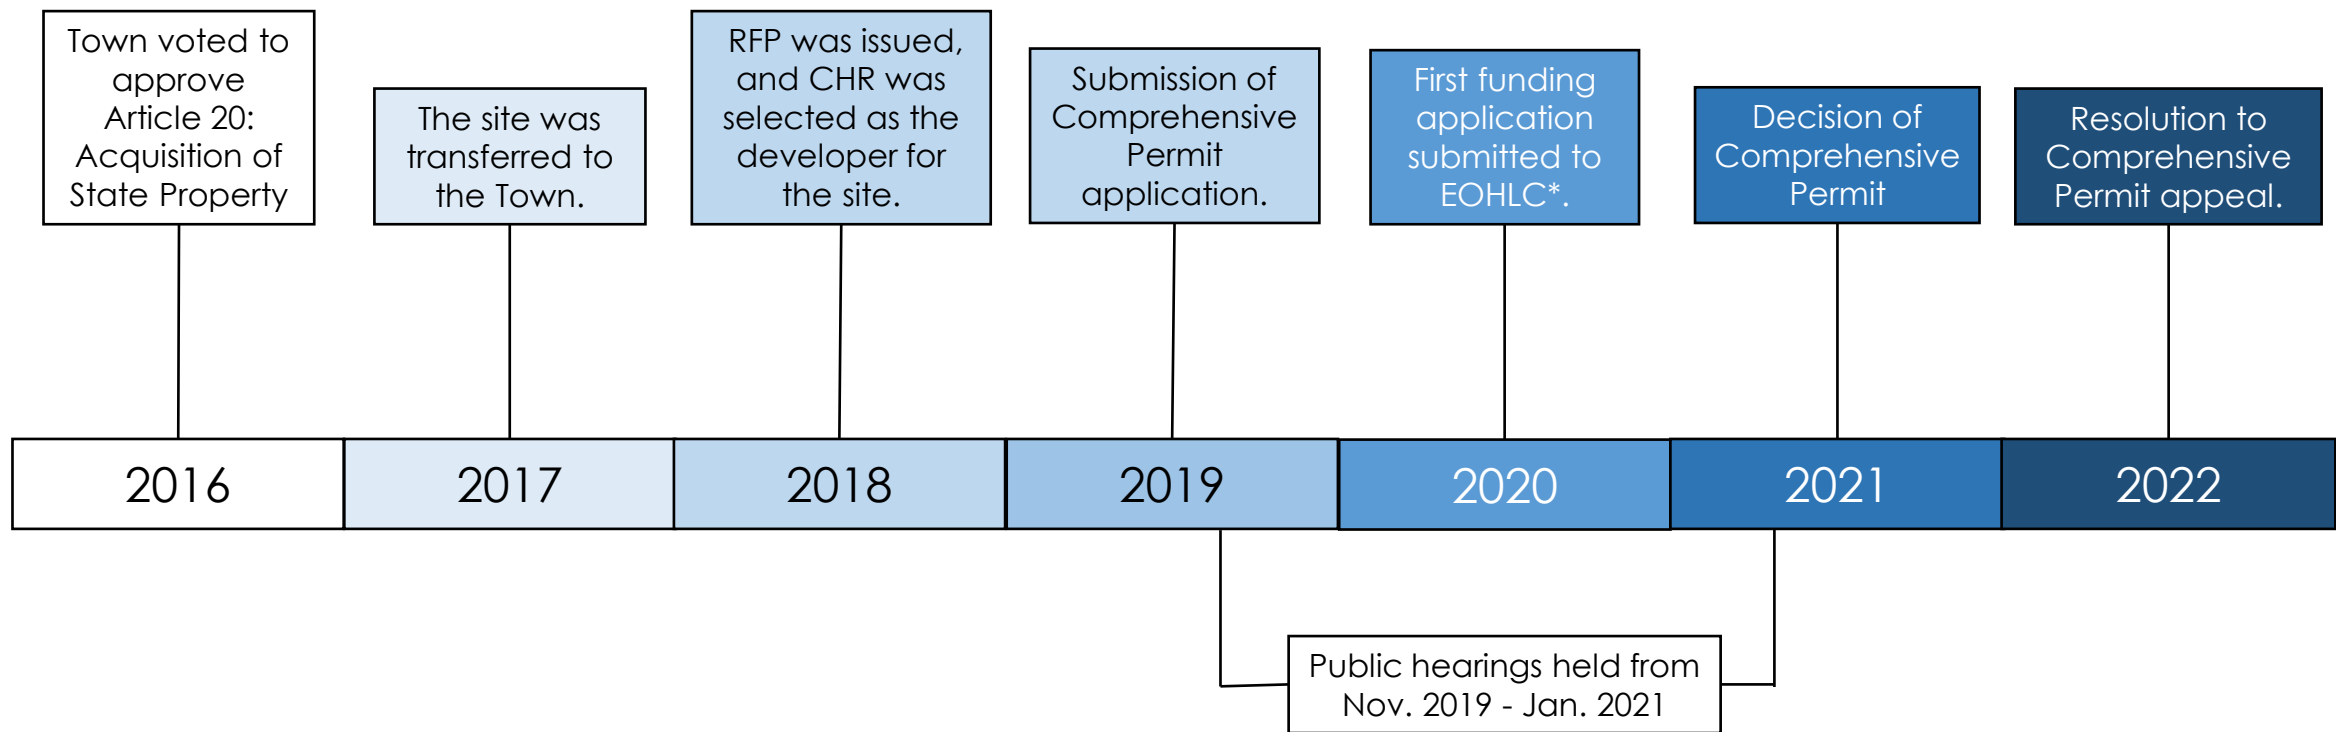 Town voted to
approve
Article 20:
Acquisition of
State Property
The site was
transferred to
the Town.
RFP was issued,
and CHR was
selected as the
developer for
the site.
Submission of
Comprehensive
Permit
application.
First funding
application
submitted to
EOHLC*.
Decision of
Comprehensive
Permit
Resolution to
Comprehensive
Permit appeal.
2016
2017
2018
2019
2020
2021
2022
Public hearings held from
Nov. 2019 - Jan. 2021